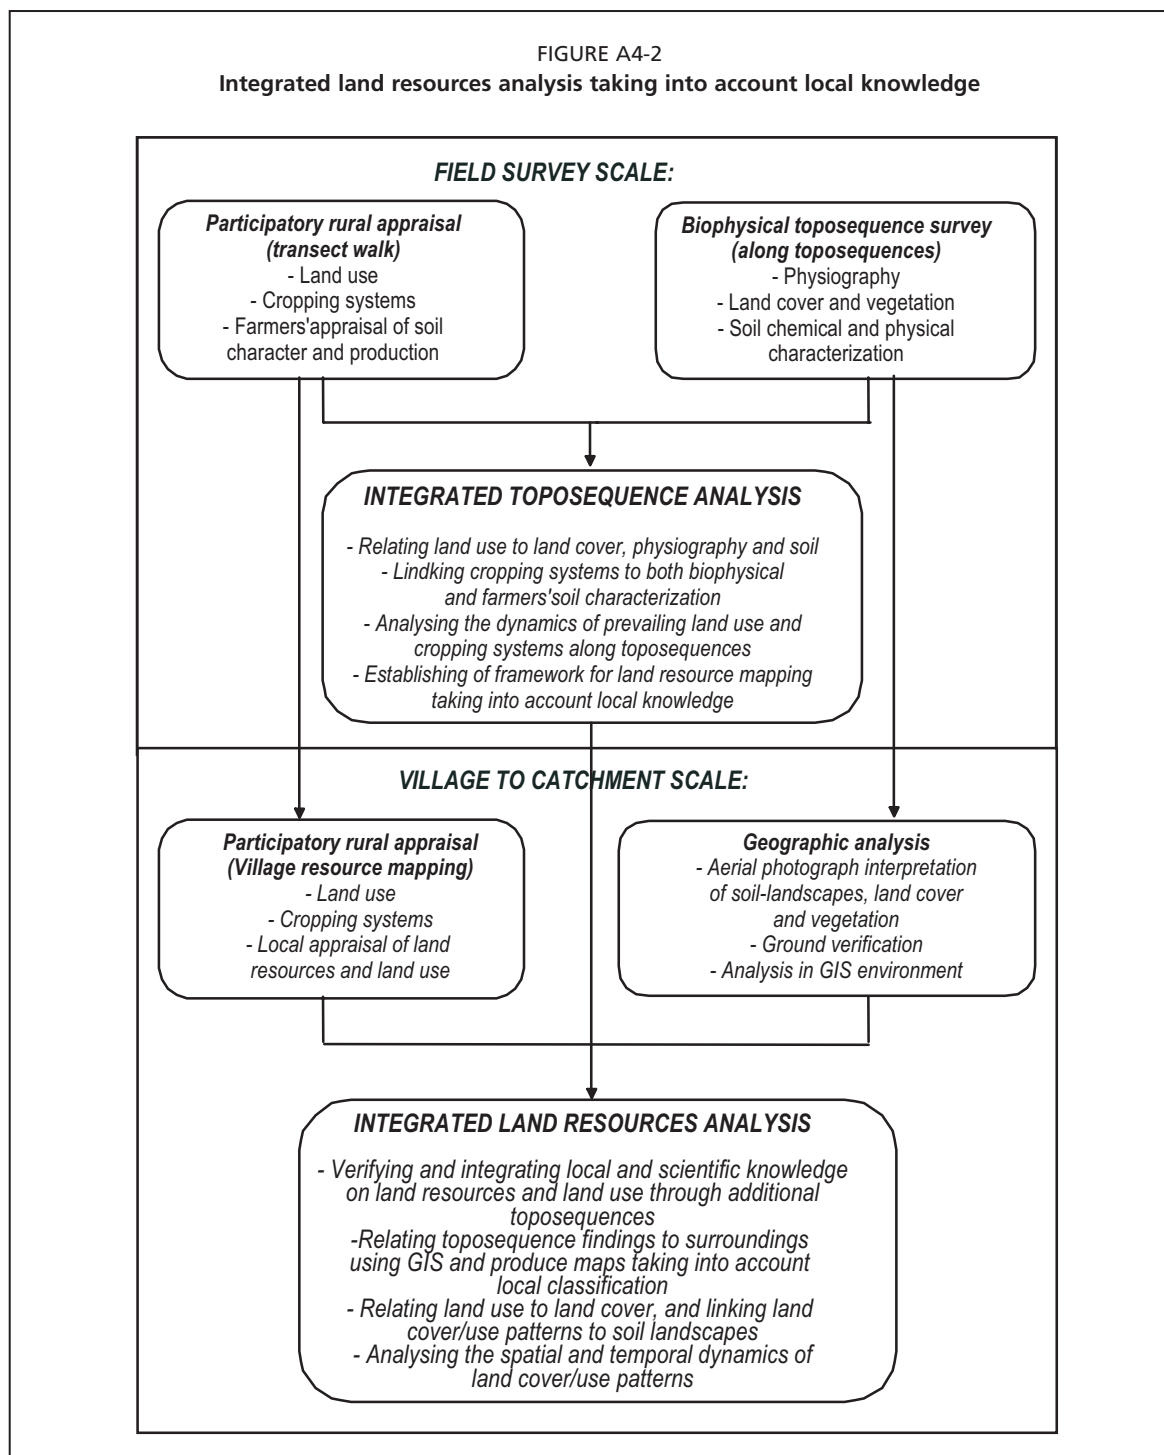 FIGURE A4-2
Integrated land resources analysis taking into account local knowledge
FIELD SURVEY SCALE:
Participatory rural appraisal
(transect walk)
- Land use
- Cropping systems
- Farmers'appraisal of soil
character and production
Biophysical toposequence survey
(along toposequences)
- Physiography
- Land cover and vegetation
- Soil chemical and physical
characterization
INTEGRATED TOPOSEQUENCE ANALYSIS
- Relating land use to land cover, physiography and soil
- Lindking cropping systems to both biophysical
and farmers'soil characterization
- Analysing the dynamics of prevailing land use and
cropping systems along toposequences
- Establishing of framework for land resource mapping
taking into account local knowledge
VILLAGE TO CATCHMENT SCALE:
Participatory rural appraisal
(Village resource mapping)
- Land use
- Cropping systems
- Local appraisal of land
resources and land use
Geographic analysis
- Aerial photograph interpretation
of soil-landscapes, land cover
and vegetation
- Ground verification
- Analysis in GIS environment
INTEGRATED LAND RESOURCES ANALYSIS
- Verifying and integrating local and scientific knowledge
on land resources and land use through additional
toposequences
-Relating toposequence findings to surroundings
using GIS and produce maps taking into account
local classification
- Relating land use to land cover, and linking land
cover/use patterns to soil landscapes
- Analysing the spatial and temporal dynamics of
land cover/use patterns